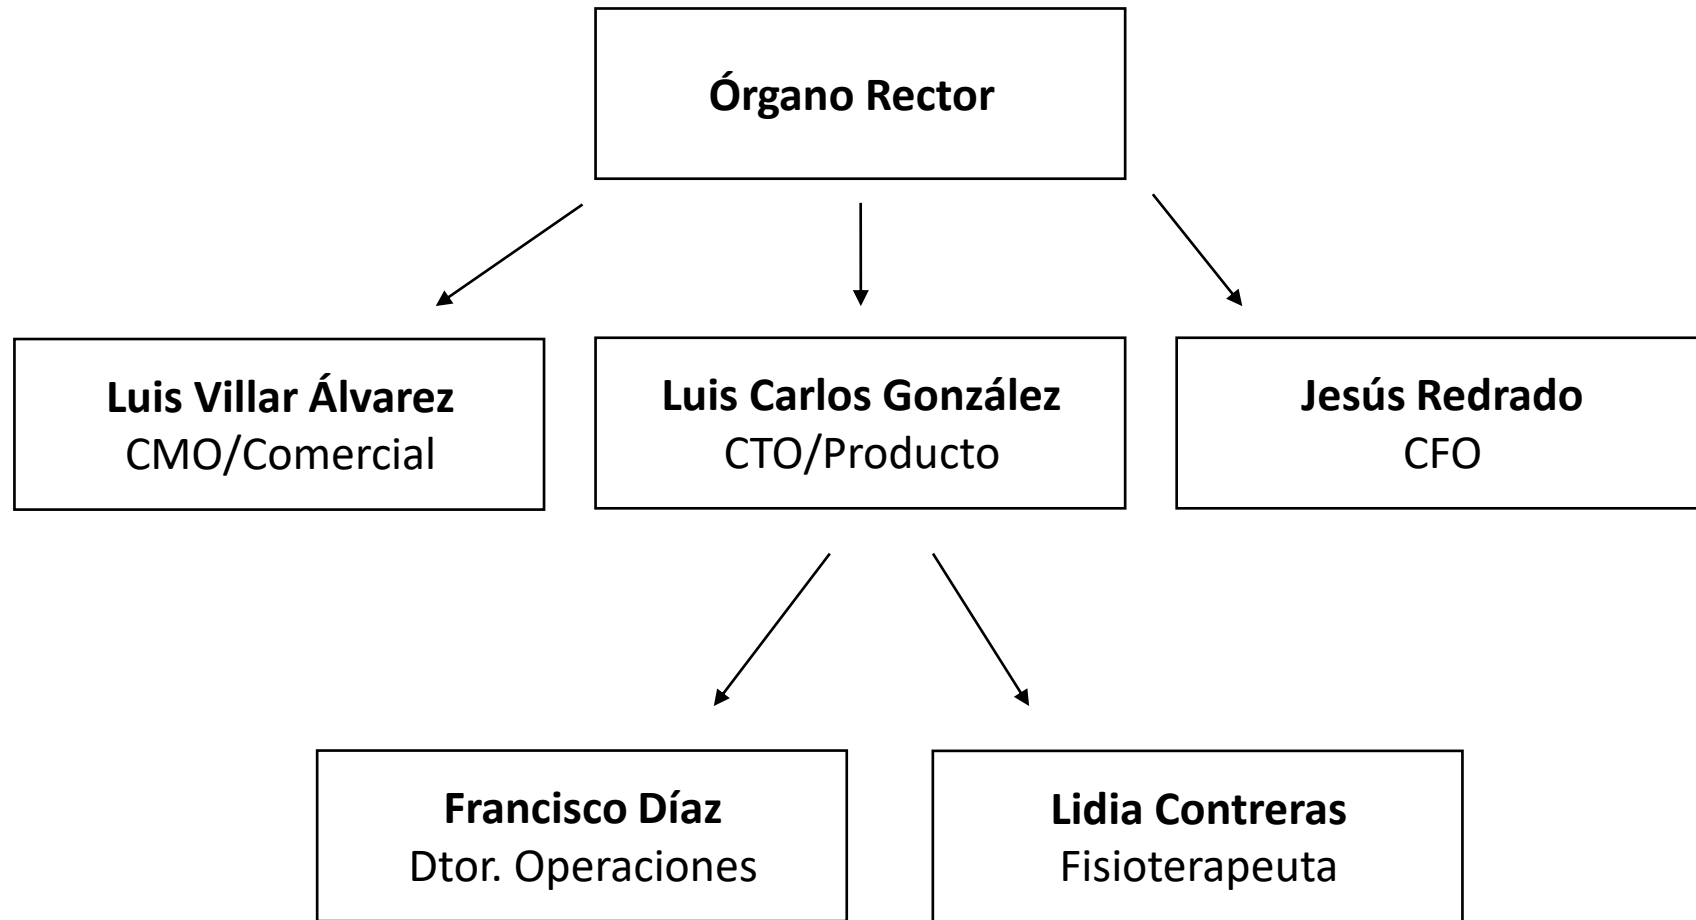 Órgano Rector
Luis Villar Álvarez
CMO/Comercial
Luis Carlos González
CTO/Producto
Jesús Redrado
CFO
Francisco Díaz
Dtor. Operaciones
Lidia Contreras
Fisioterapeuta